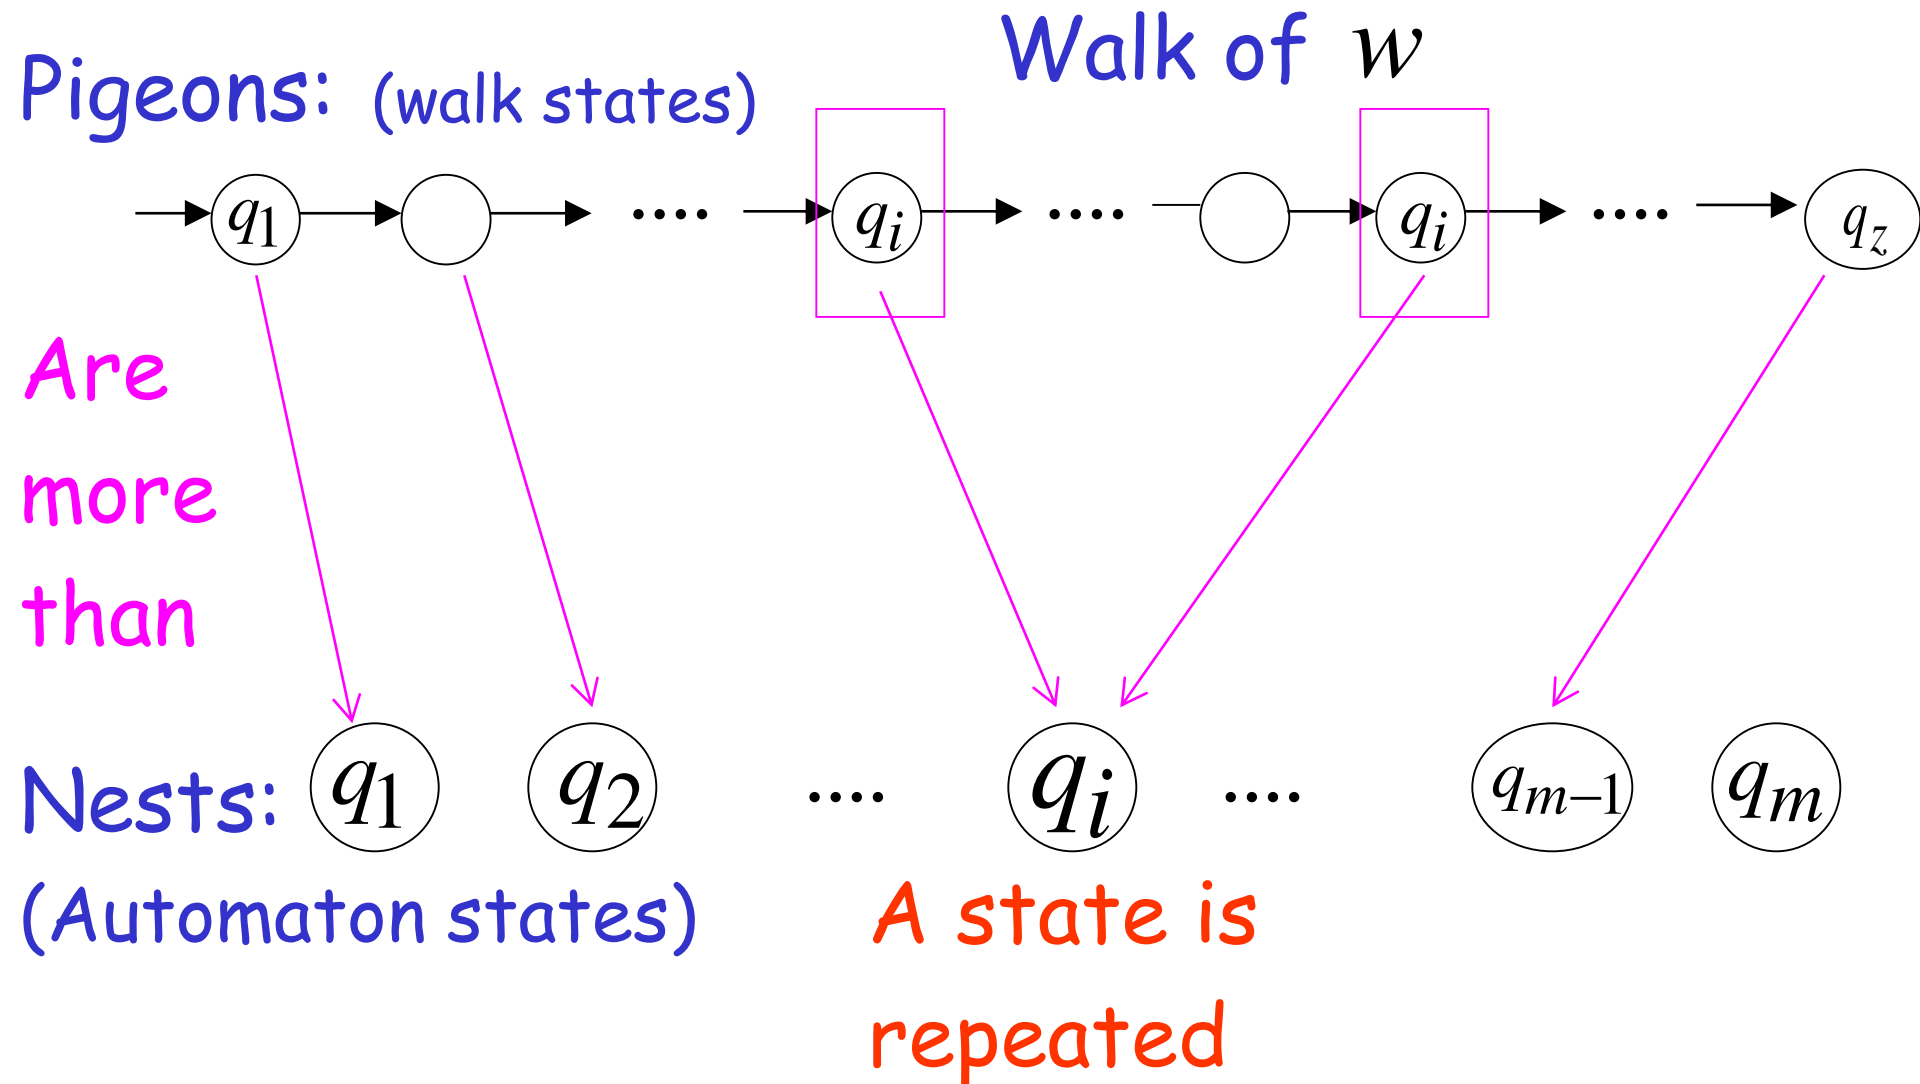 Walk of w
Pigeons: (walk states)
q1 .... qi .... qi .... qz
Are
more
than
Nests: q1 q2 .... qi .... qm−1 qm
(Automaton states)
A state is
repeated